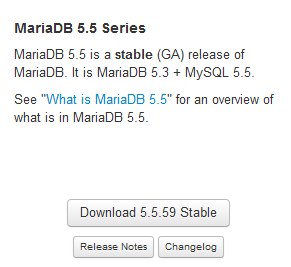 MariaDB 5.5 Series
MariaDB 5.5 is a stable (GA) release of
MariaDB. It is MariaDB 5.3 + MySQL 5.5.
See "What is MariaDB 5.5" for an overview of
what is in MariaDB 5.5.
Download 5.5.59 Stable
Release Notes Changelog